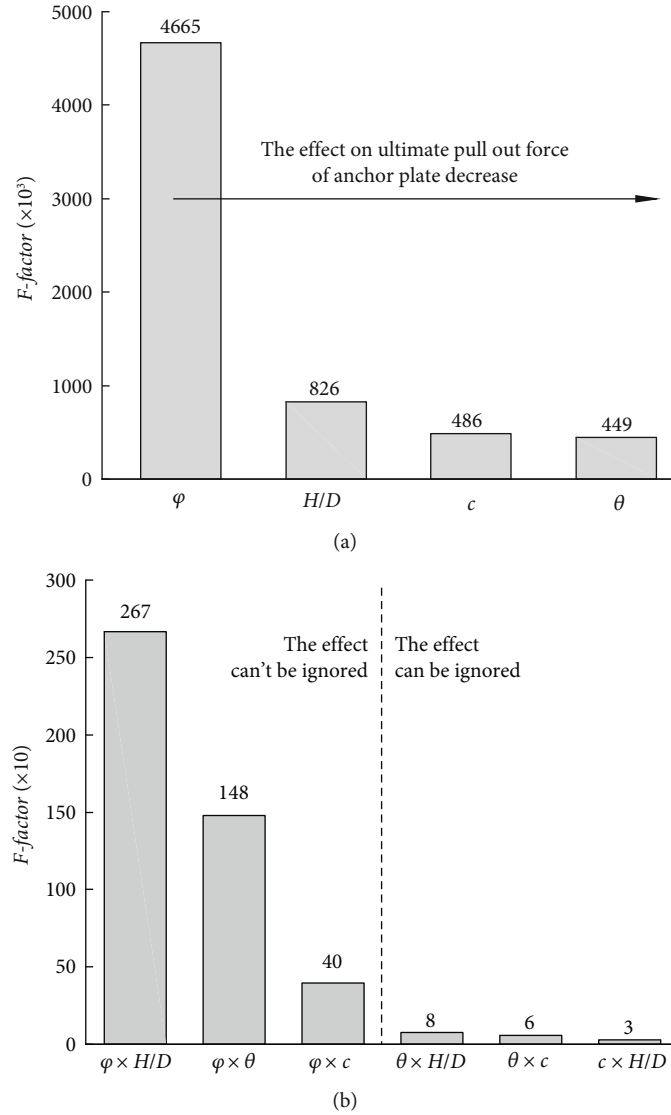 5000
4665
4000
The effect on ultimate pull out force
of anchor plate decrease
3000
F-factor (×10³)
2000
1000
826
486
449
0
φ H/D c θ
(a)
300
267
The effect The effect
can't be ignored can be ignored
250
200
F-factor (×10)
150
148
100
50
40
8 6 3
0
φ × H/D φ × θ φ × c θ × H/D θ × c c × H/D
(b)